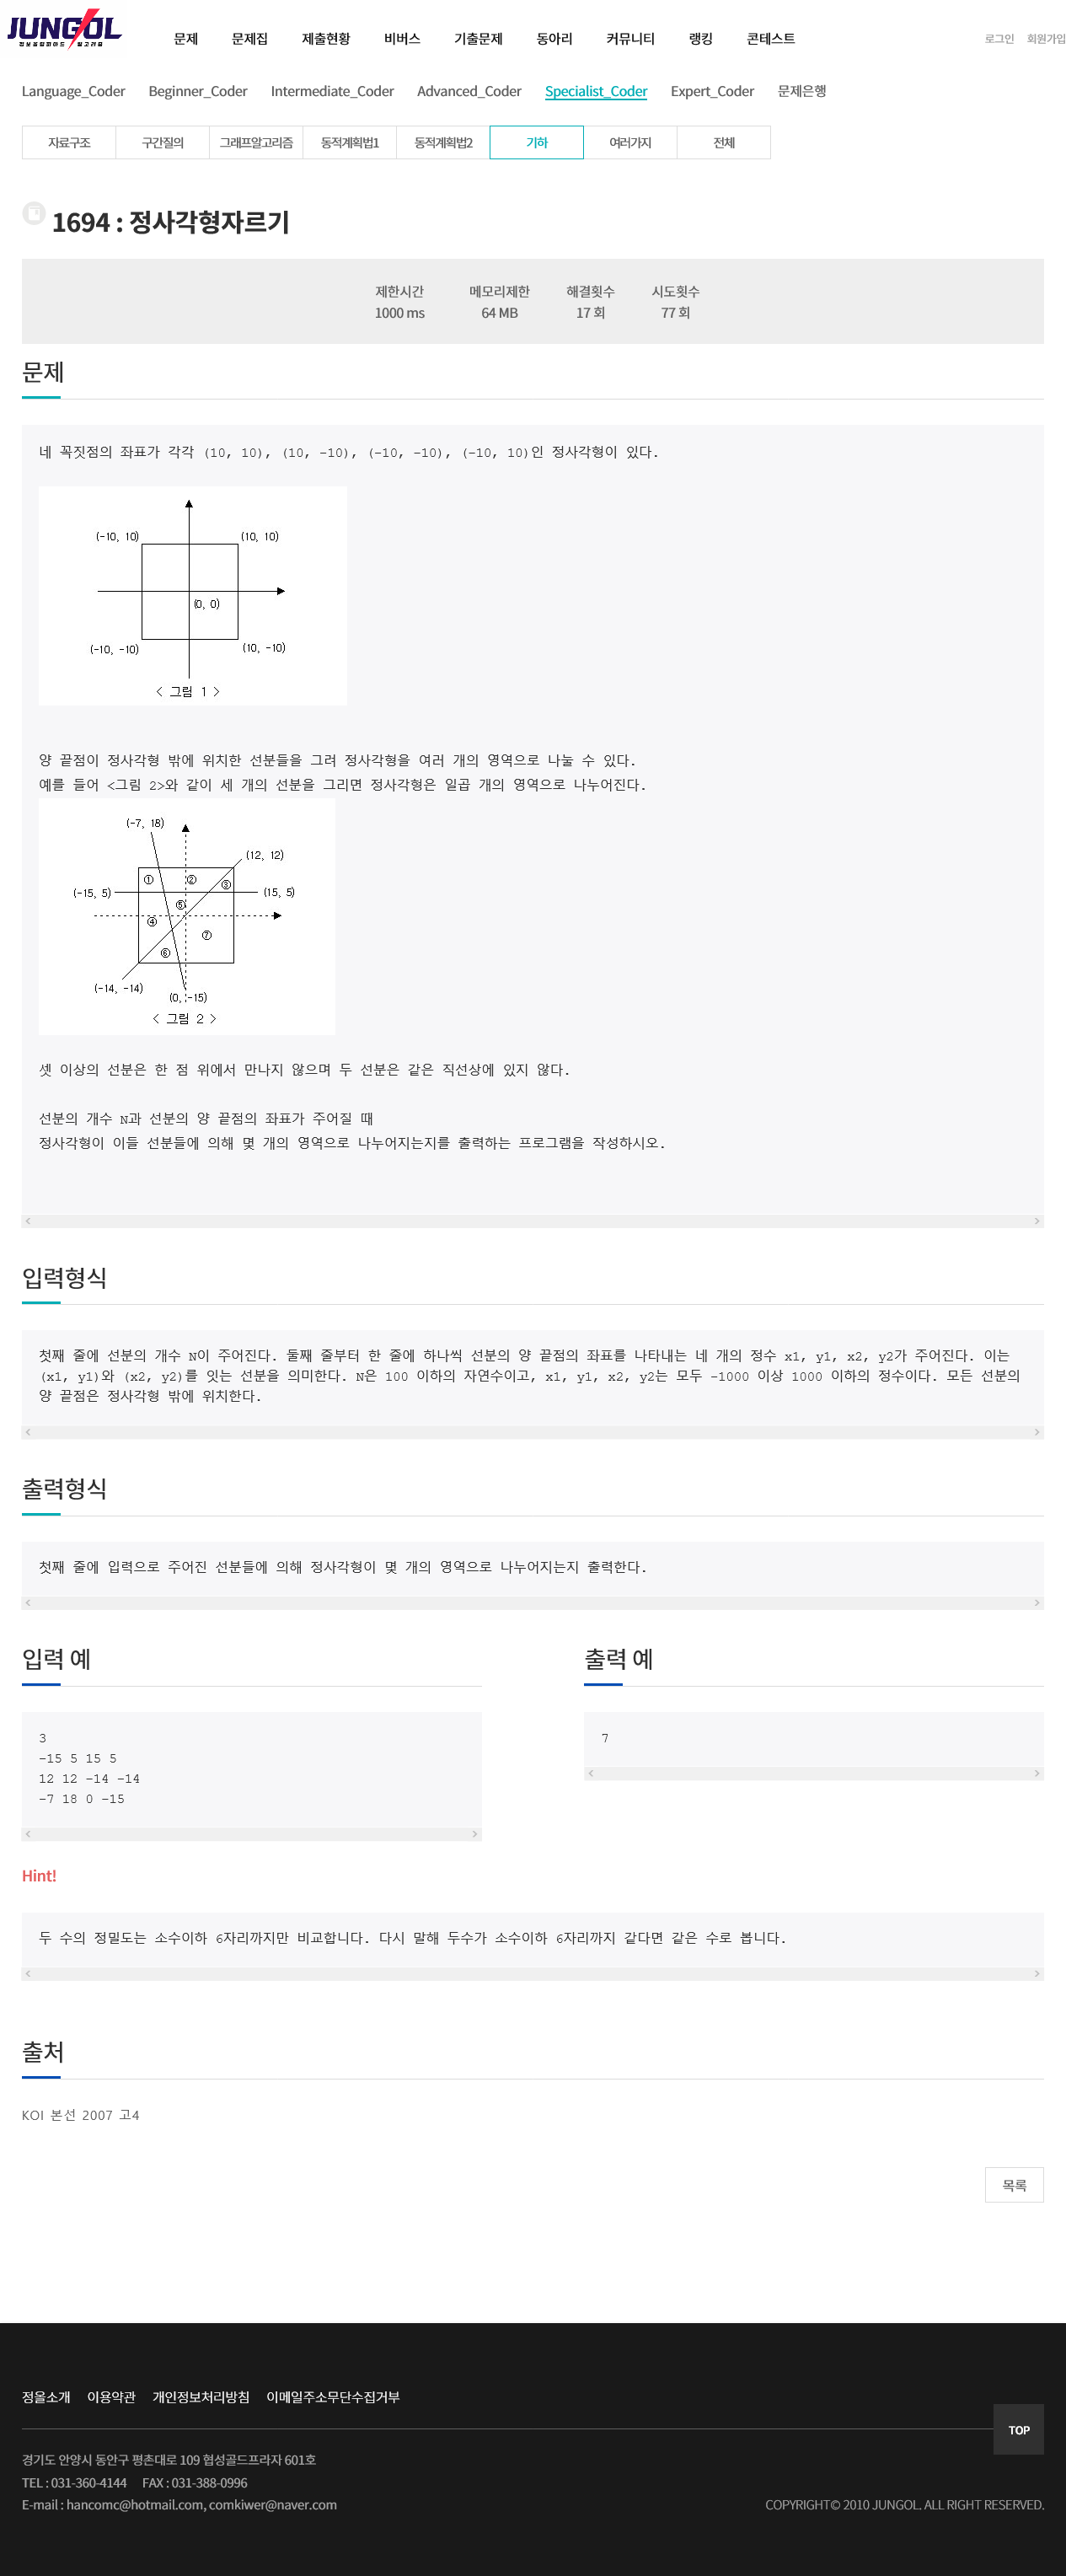 JUNGOL
정보올림피아드 알고리즘
문제 문제집 제출현황 비버스 기출문제 동아리 커뮤니티 랭킹 콘테스트 로그인 회원가입
Language_Coder Beginner_Coder Intermediate_Coder Advanced_Coder Specialist_Coder Expert_Coder 문제은행
자료구조 구간질의 그래프알고리즘 동적계획법1 동적계획법2 기하 여러가지 전체
1694 : 정사각형자르기
제한시간 메모리제한 해결횟수 시도횟수
1000 ms 64 MB 17 회 77 회
문제
네 꼭짓점의 좌표가 각각 (10, 10), (10, -10), (-10, -10), (-10, 10)인 정사각형이 있다.
(-10, 10) (10, 10)
(0, 0)
(-10, -10) (10, -10)
< 그림 1 >
양 끝점이 정사각형 밖에 위치한 선분들을 그려 정사각형을 여러 개의 영역으로 나눌 수 있다.
예를 들어 <그림 2>와 같이 세 개의 선분을 그리면 정사각형은 일곱 개의 영역으로 나누어진다.
(-7, 18)
(12, 12)
① ② ③
(-15, 5) (15, 5)
⑤
④
⑦
⑥
(-14, -14)
(0, -15)
< 그림 2 >
셋 이상의 선분은 한 점 위에서 만나지 않으며 두 선분은 같은 직선상에 있지 않다.
선분의 개수 N과 선분의 양 끝점의 좌표가 주어질 때
정사각형이 이들 선분들에 의해 몇 개의 영역으로 나누어지는지를 출력하는 프로그램을 작성하시오.
입력형식
첫째 줄에 선분의 개수 N이 주어진다. 둘째 줄부터 한 줄에 하나씩 선분의 양 끝점의 좌표를 나타내는 네 개의 정수 x1, y1, x2, y2가 주어진다. 이는
(x1, y1)와 (x2, y2)를 잇는 선분을 의미한다. N은 100 이하의 자연수이고, x1, y1, x2, y2는 모두 -1000 이상 1000 이하의 정수이다. 모든 선분의
양 끝점은 정사각형 밖에 위치한다.
출력형식
첫째 줄에 입력으로 주어진 선분들에 의해 정사각형이 몇 개의 영역으로 나누어지는지 출력한다.
입력 예 출력 예
3
-15 5 15 5
12 12 -14 -14
-7 18 0 -15
7
Hint!
두 수의 정밀도는 소수이하 6자리까지만 비교합니다. 다시 말해 두수가 소수이하 6자리까지 같다면 같은 수로 봅니다.
출처
KOI 본선 2007 고4
목록
정올소개 이용약관 개인정보처리방침 이메일주소무단수집거부
TOP
경기도 안양시 동안구 평촌대로 109 협성골드프라자 601호
TEL : 031-360-4144 FAX : 031-388-0996
E-mail : hancomc@hotmail.com, comkiwer@naver.com COPYRIGHT© 2010 JUNGOL. ALL RIGHT RESERVED.